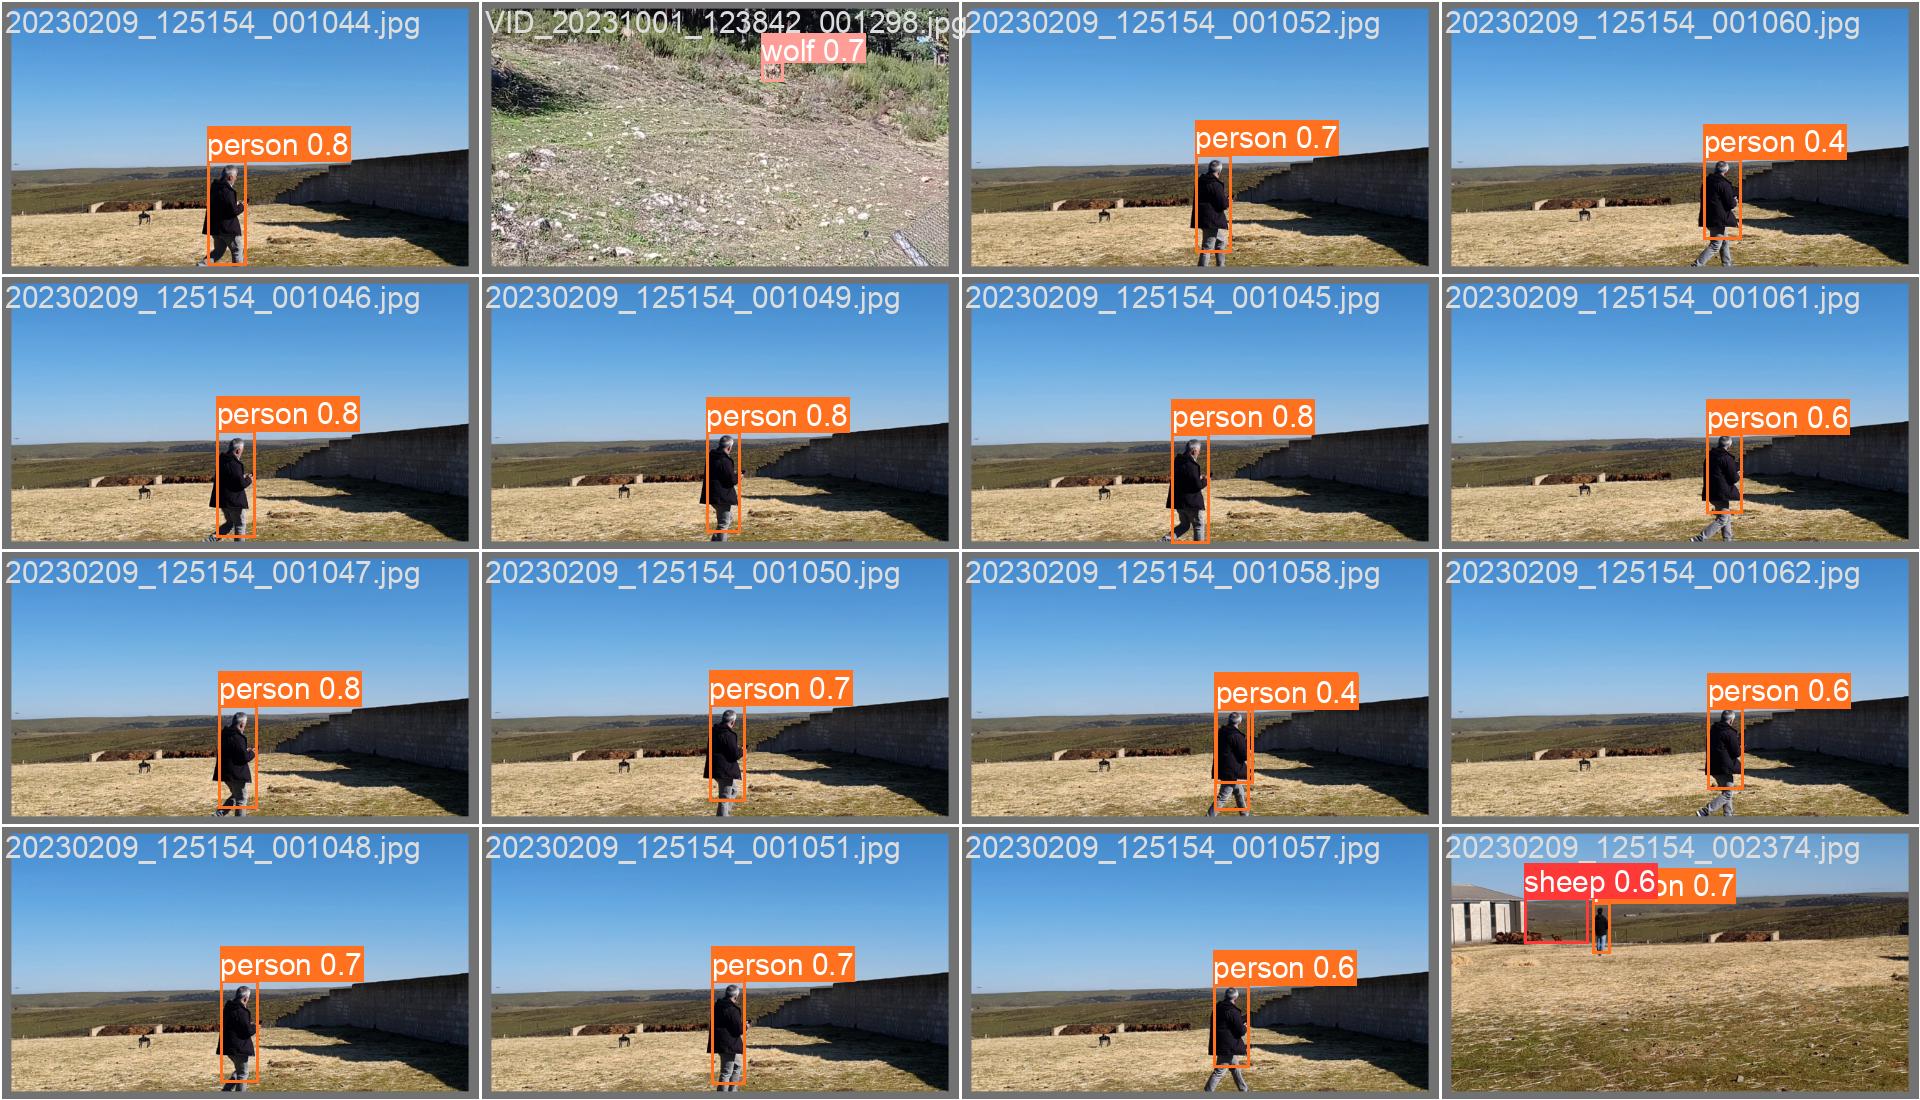 20230209_125154_001044.jpg
person 0.8
VID_20231001_123842_001298.jpg
wolf 0.7
20230209_125154_001052.jpg
person 0.7
20230209_125154_001060.jpg
person 0.4
20230209_125154_001046.jpg
person 0.8
20230209_125154_001049.jpg
person 0.8
20230209_125154_001045.jpg
person 0.8
20230209_125154_001061.jpg
person 0.6
20230209_125154_001047.jpg
person 0.8
20230209_125154_001050.jpg
person 0.7
20230209_125154_001058.jpg
person 0.4
20230209_125154_001062.jpg
person 0.6
20230209_125154_001048.jpg
person 0.7
20230209_125154_001051.jpg
person 0.7
20230209_125154_001057.jpg
person 0.6
20230209_125154_002374.jpg
sheep 0.6
on 0.7